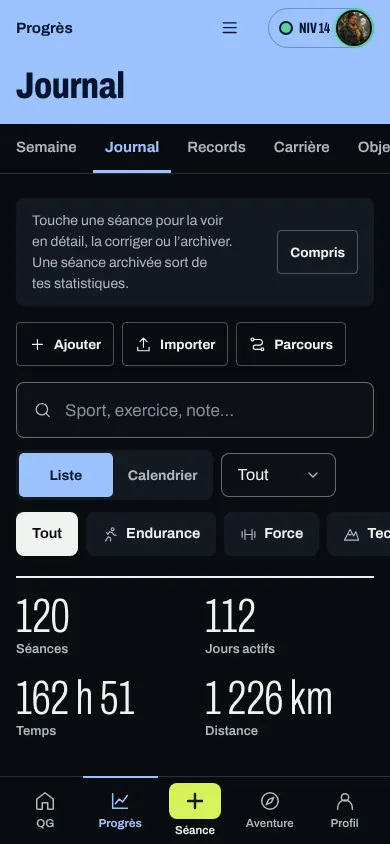 Progrès
NIV 14
Journal
Semaine
Journal
Records
Carrière
Obje
Touche une séance pour la voir
en détail, la corriger ou l’archiver.
Une séance archivée sort de
tes statistiques.
Compris
Ajouter
Importer
Parcours
Sport, exercice, note…
Liste
Calendrier
Tout
Tout
Endurance
Force
Tec
120
112
Séances
Jours actifs
162 h 51
1 226 km
Temps
Distance
QG
Progrès
Séance
Aventure
Profil